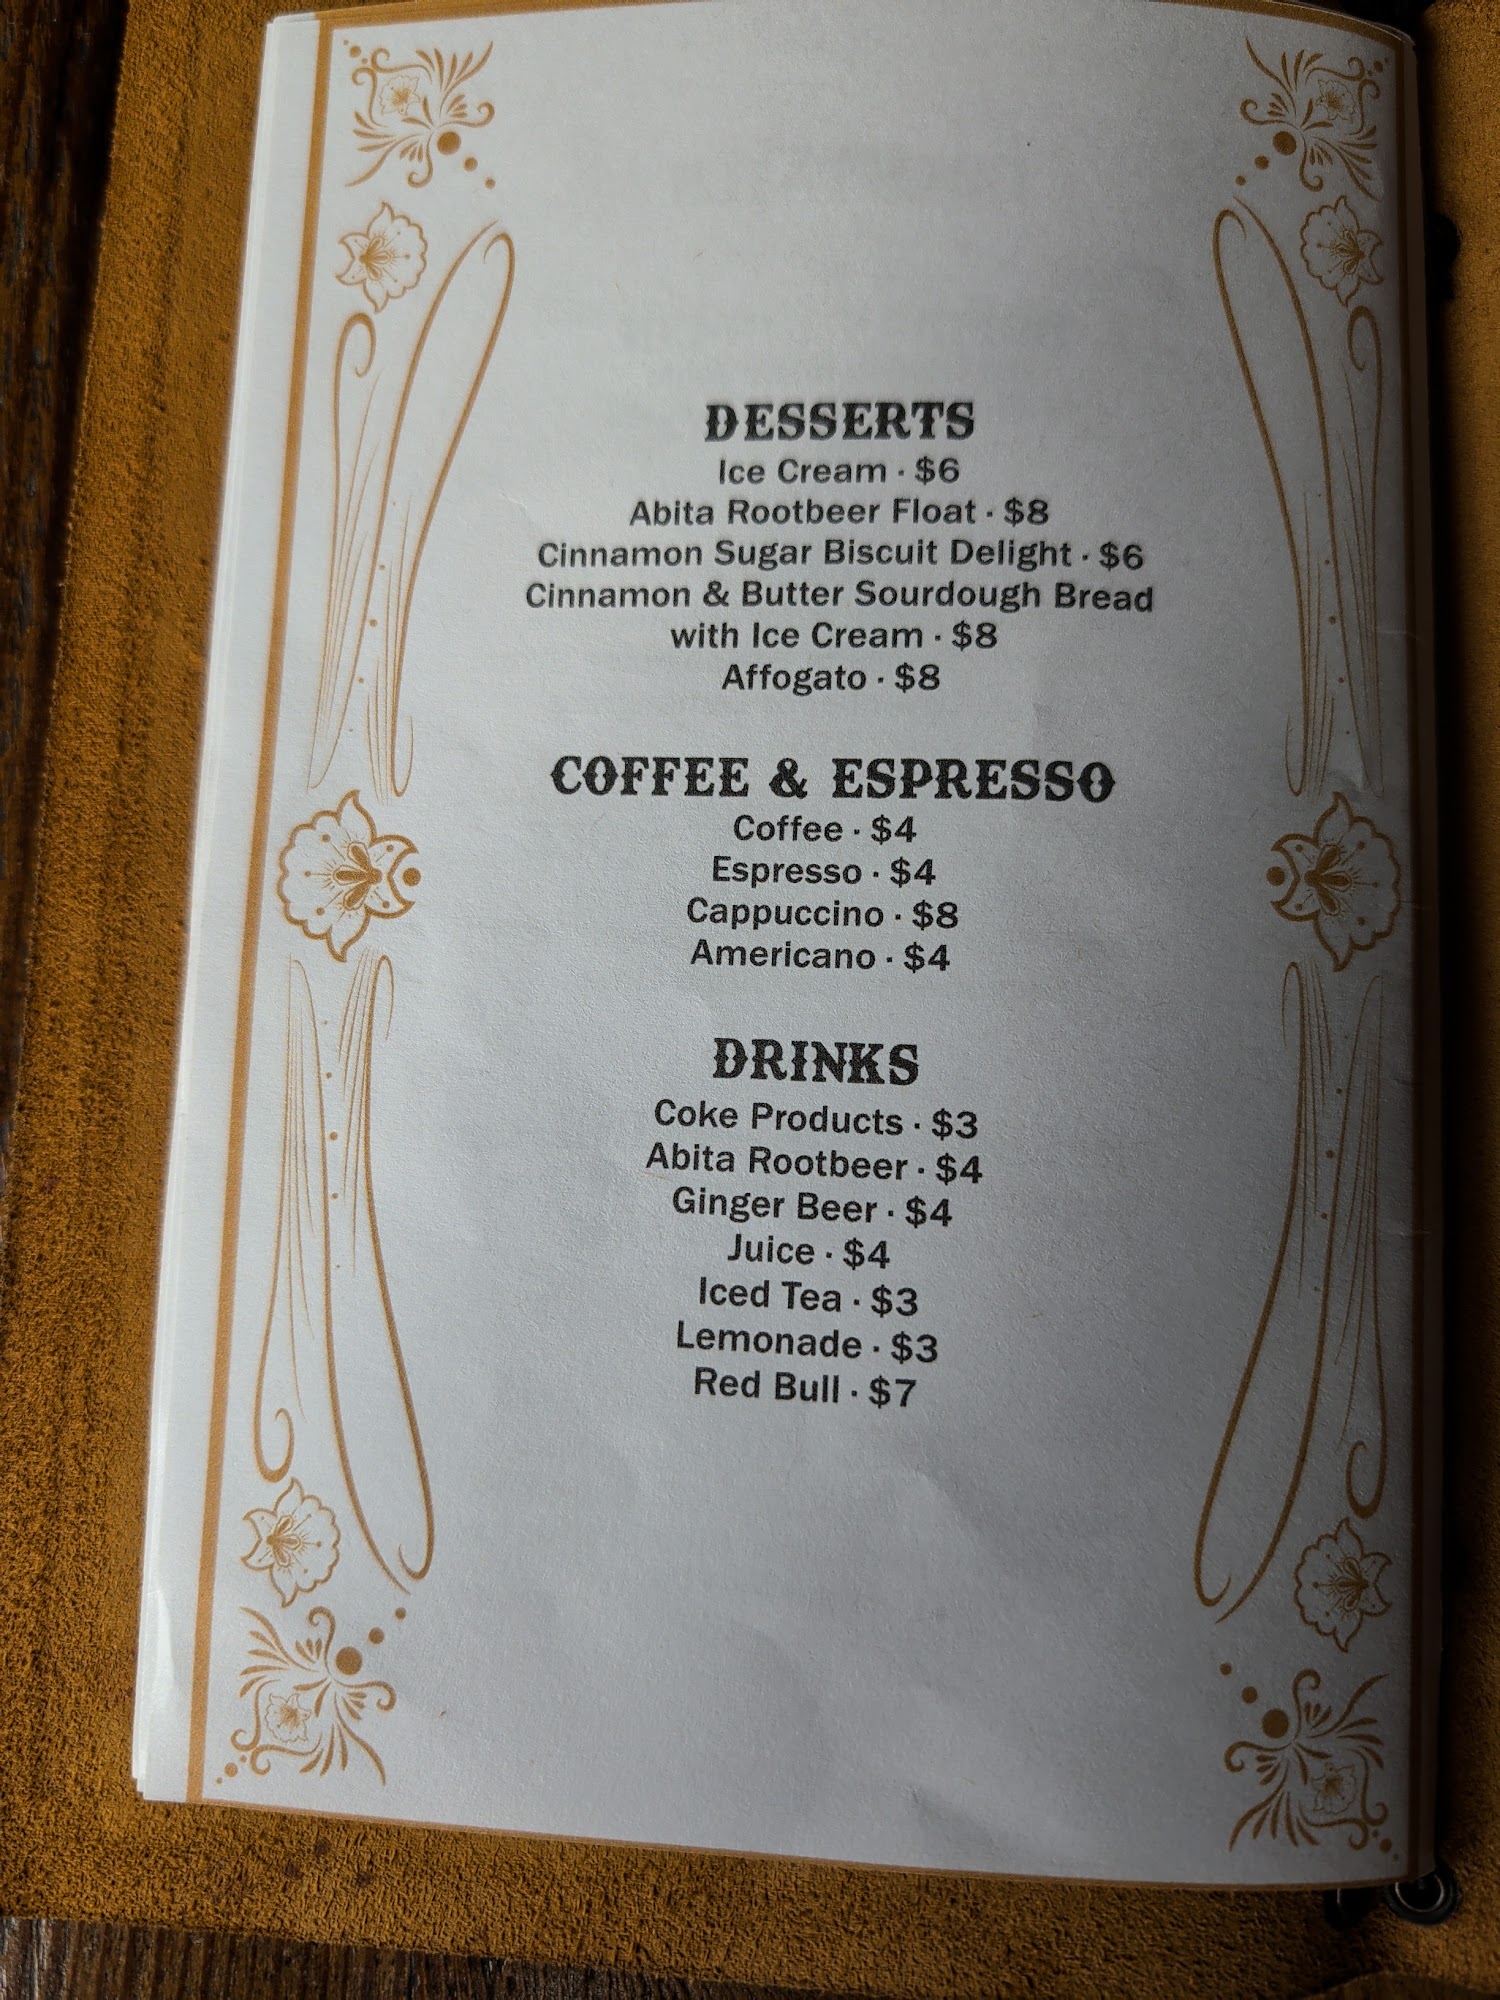 DESSERTS
Ice Cream · $6
Abita Rootbeer Float · $8
Cinnamon Sugar Biscuit Delight · $6
Cinnamon & Butter Sourdough Bread
with Ice Cream · $8
Affogato · $8
COFFEE & ESPRESSO
Coffee · $4
Espresso · $4
Cappuccino · $8
Americano · $4
DRINKS
Coke Products · $3
Abita Rootbeer · $4
Ginger Beer · $4
Juice · $4
Iced Tea · $3
Lemonade · $3
Red Bull · $7